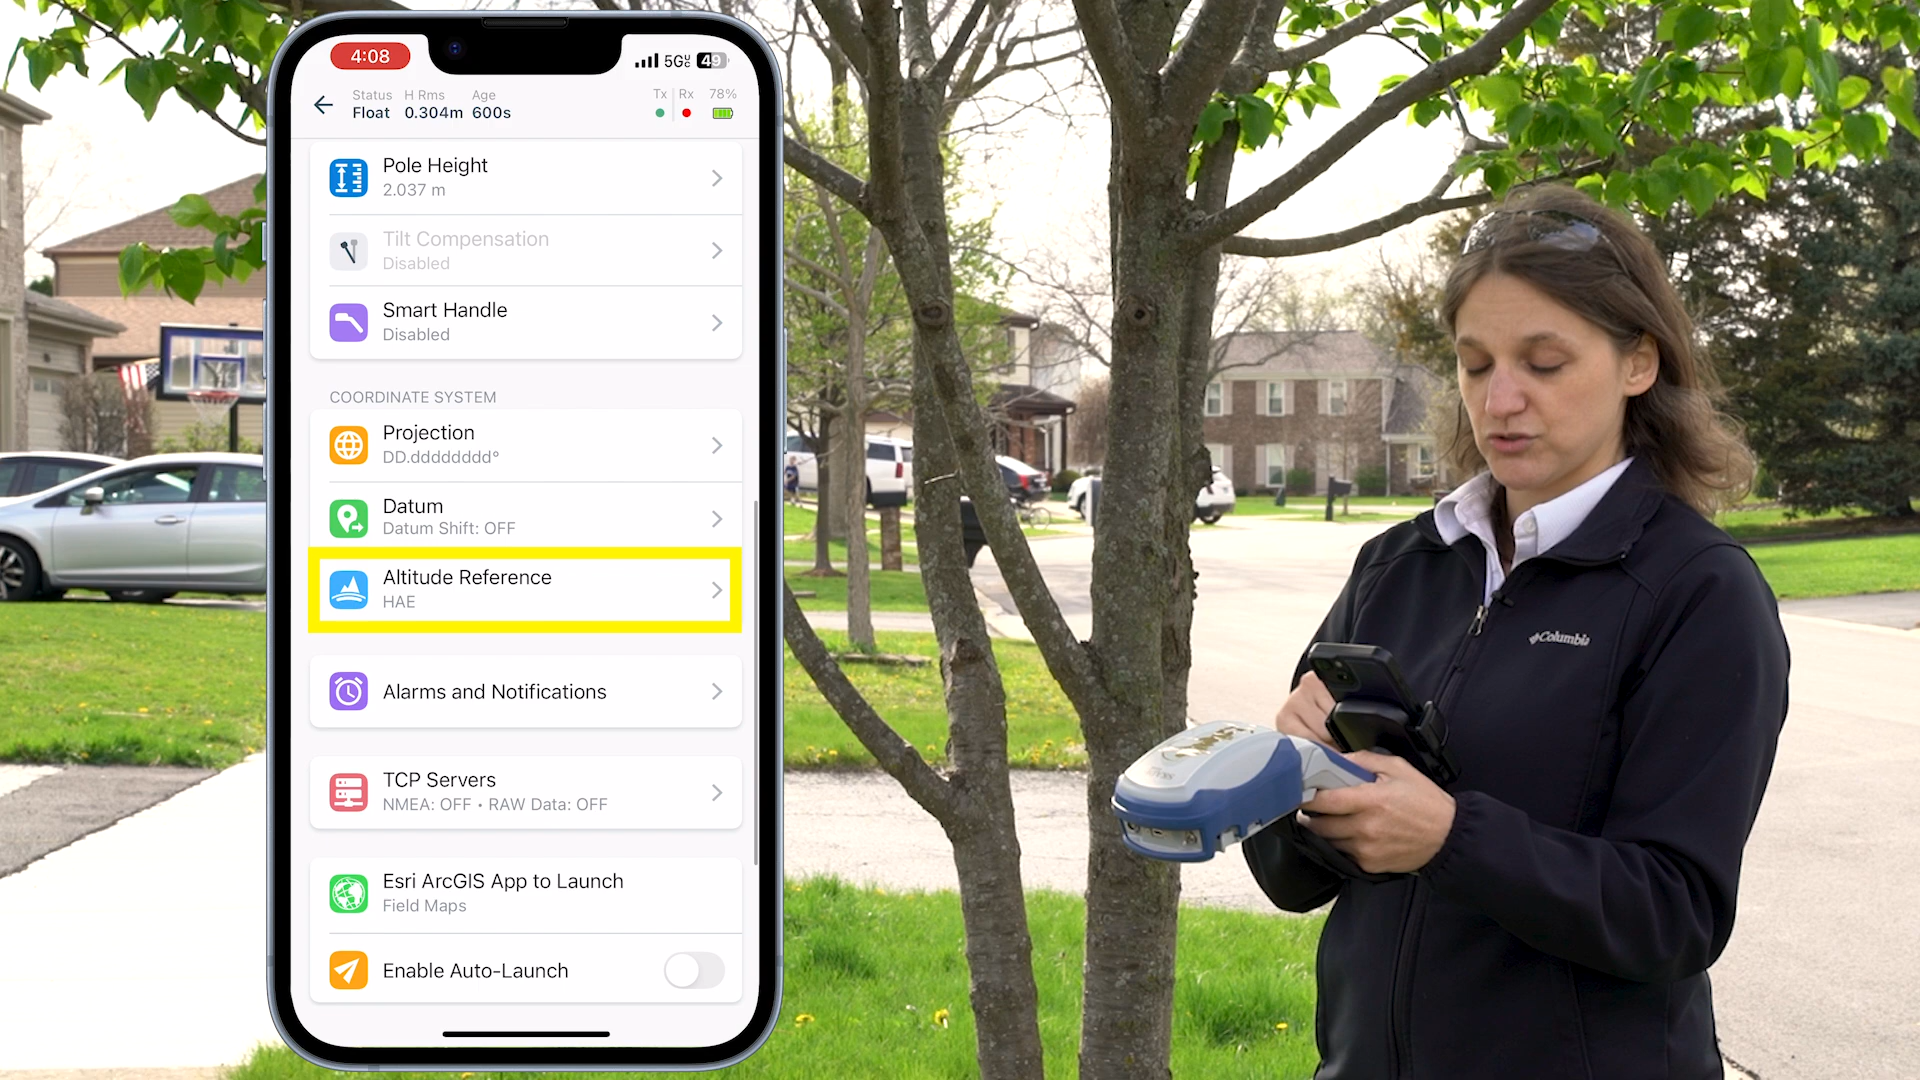 4:08
5G
49
Status H Rms Age
Float 0.304m 600s
Tx Rx 78%
Pole Height
2.037 m
Tilt Compensation
Disabled
Smart Handle
Disabled
COORDINATE SYSTEM
Projection
DD.dddddddd°
Datum
Datum Shift: OFF
Altitude Reference
HAE
Alarms and Notifications
TCP Servers
NMEA: OFF • RAW Data: OFF
Esri ArcGIS App to Launch
Field Maps
Enable Auto-Launch
Columbia